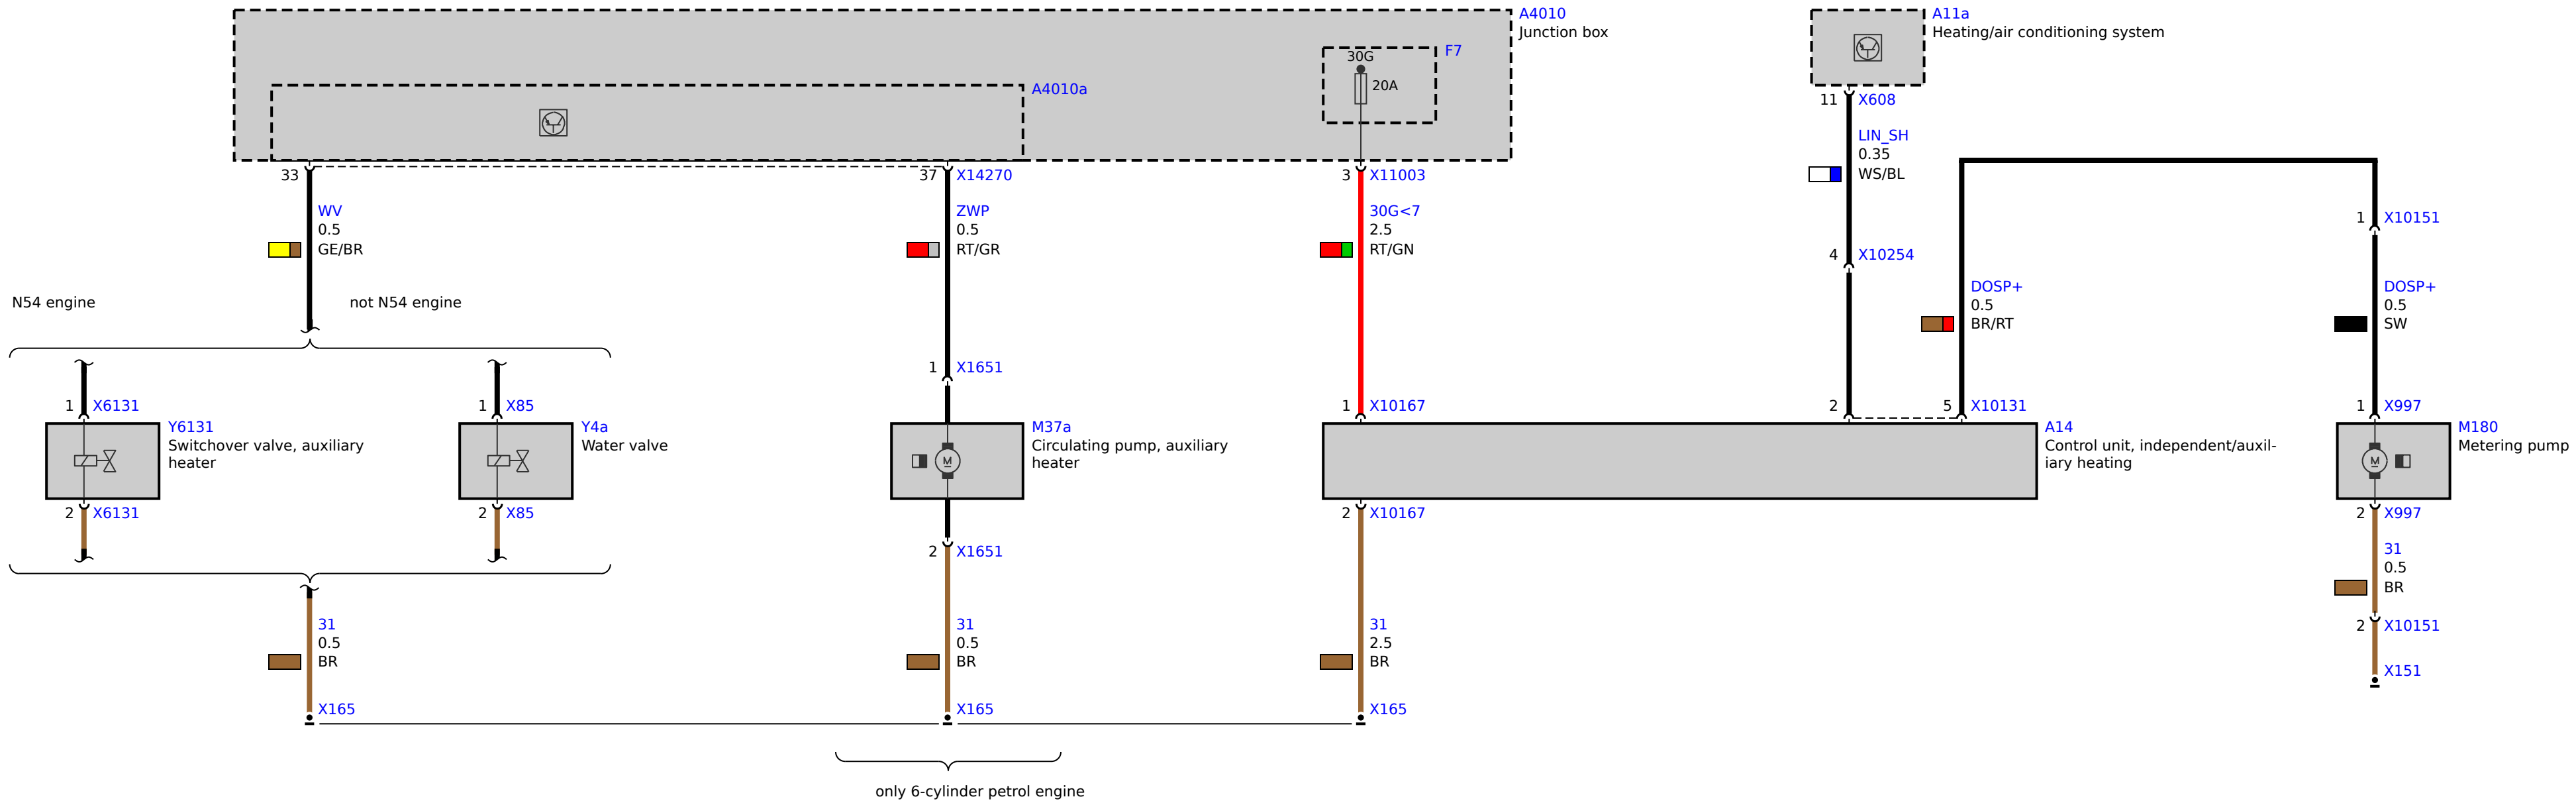 A4010
Junction box
30G
F7
20A
A4010a
A11a
Heating/air conditioning system
11 X608
LIN_SH
0.35
WS/BL
4 X10254
33
37 X14270
3 X11003
WV
0.5
GE/BR
ZWP
0.5
RT/GR
30G<7
2.5
RT/GN
1 X10151
DOSP+
0.5
BR/RT
DOSP+
0.5
SW
N54 engine
not N54 engine
1 X1651
1 X6131
1 X85
1 X10167
2
5 X10131
1 X997
Y6131
Switchover valve, auxiliary
heater
Y4a
Water valve
M37a
Circulating pump, auxiliary
heater
M
A14
Control unit, independent/auxil-
iary heating
M180
Metering pump
M
2 X6131
2 X85
2 X1651
2 X10167
2 X997
31
0.5
BR
2 X10151
X151
31
0.5
BR
31
0.5
BR
31
2.5
BR
X165
X165
X165
only 6-cylinder petrol engine